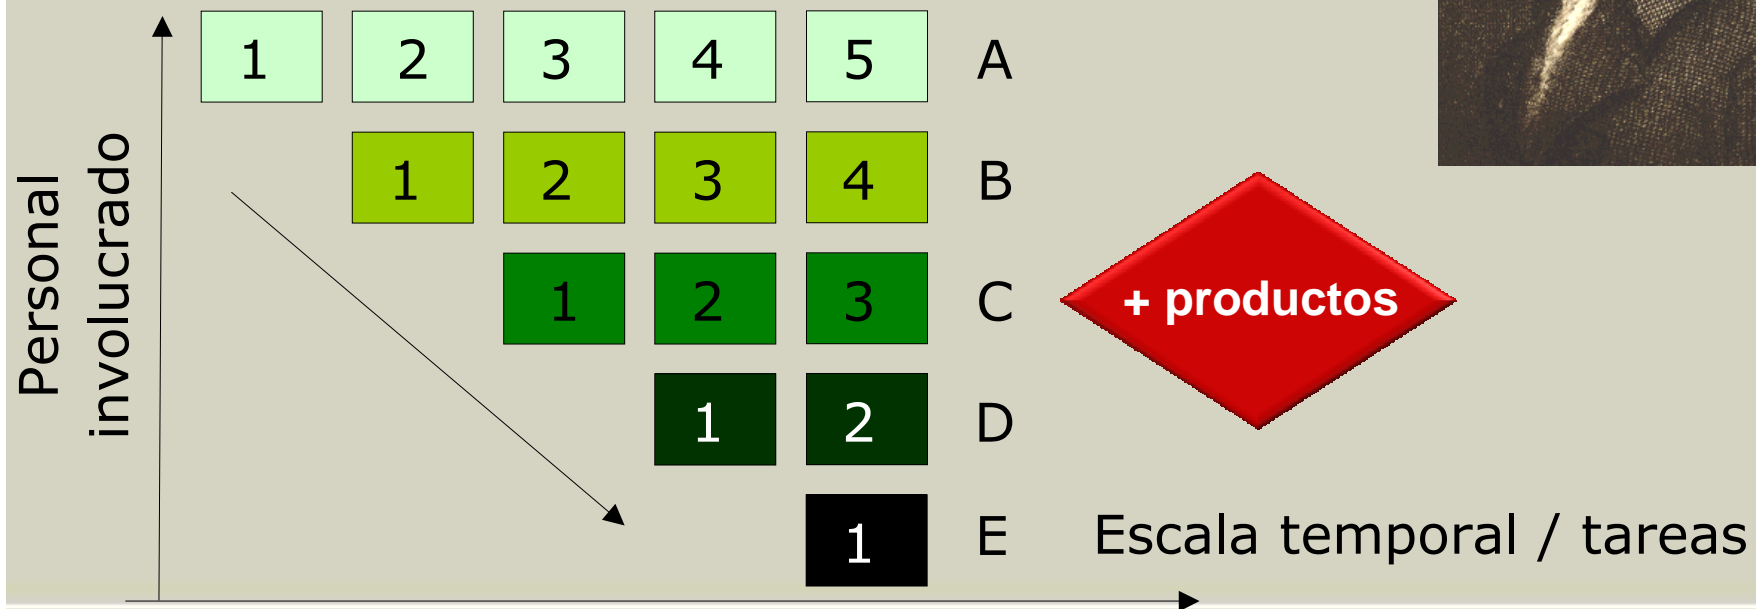 Personal
involucrado
1 2 3 4 5 A
1 2 3 4 B
1 2 3 C
+ productos
1 2 D
1 E Escala temporal / tareas